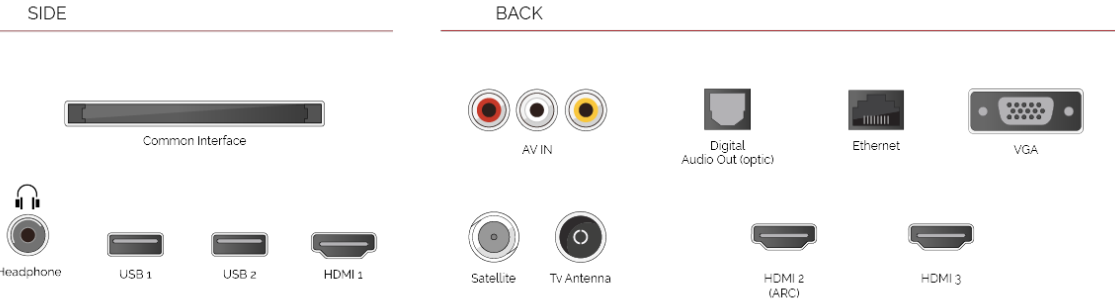 SIDE
BACK
Common Interface
AV IN
Digital
Audio Out (optic)
Ethernet
VGA
Headphone
USB 1
USB 2
HDMI 1
Satellite
Tv Antenna
HDMI 2
(ARC)
HDMI 3